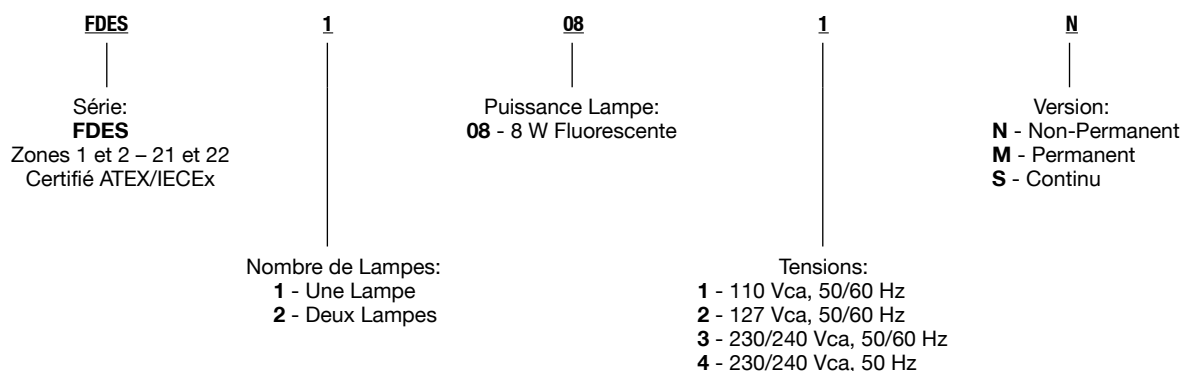 FDES 1 08 1 N
Série:
FDES
Zones 1 et 2 – 21 et 22
Certifié ATEX/IECEx
Puissance Lampe:
08 - 8 W Fluorescente
Version:
N - Non-Permanent
M - Permanent
S - Continu
Nombre de Lampes:
1 - Une Lampe
2 - Deux Lampes
Tensions:
1 - 110 Vca, 50/60 Hz
2 - 127 Vca, 50/60 Hz
3 - 230/240 Vca, 50/60 Hz
4 - 230/240 Vca, 50 Hz